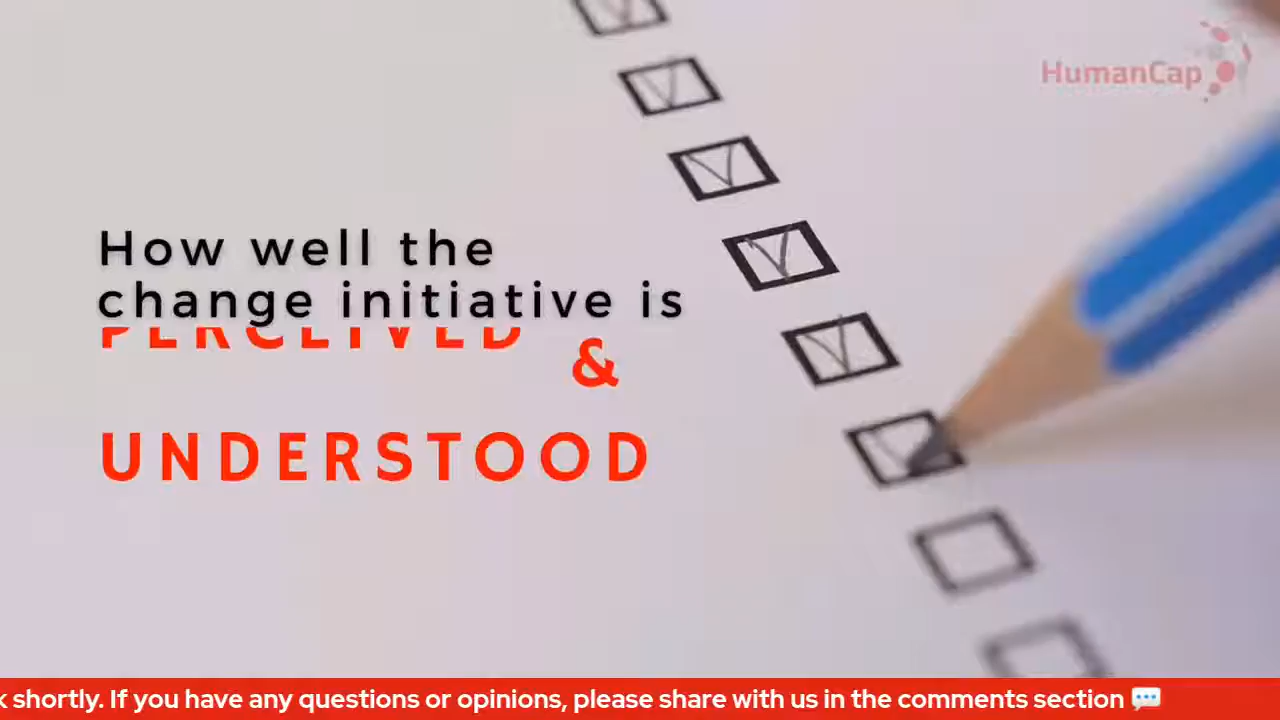 HumanCap
How well the
change initiative is
PERCEIVED &
UNDERSTOOD
shortly. If you have any questions or opinions, please share with us in the comments section 💬